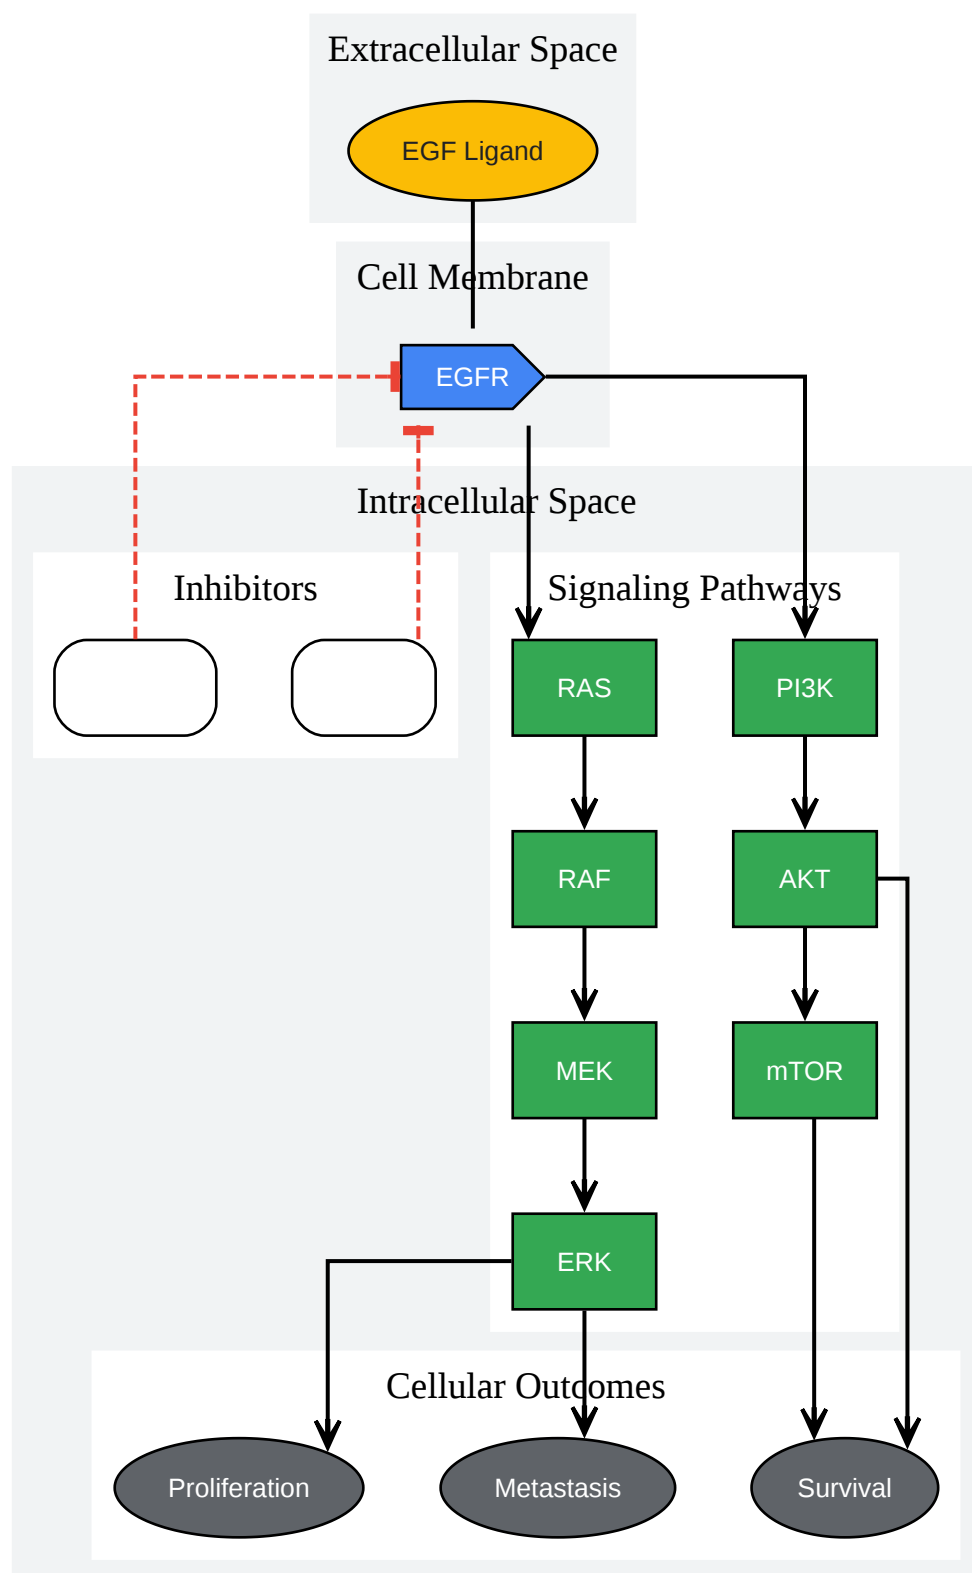 Extracellular Space
EGF Ligand
Cell Membrane
EGFR
Intracellular Space
Inhibitors
Signaling Pathways
RAS
PI3K
RAF
AKT
MEK
mTOR
ERK
Cellular Outcomes
Proliferation
Metastasis
Survival